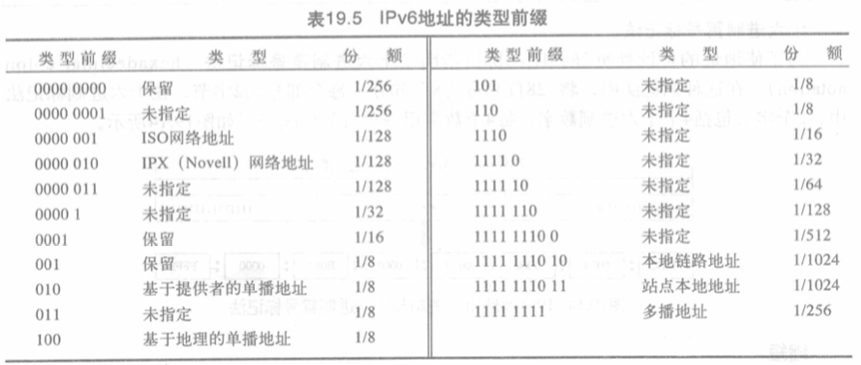 表19.5 IPv6地址的类型前缀
类型前缀 类 型 份 额
0000 0000 保留 1/256
0000 0001 未指定 1/256
0000 001 ISO网络地址 1/128
0000 010 IPX（Novell）网络地址 1/128
0000 011 未指定 1/128
0000 1 未指定 1/32
0001 保留 1/16
001 保留 1/8
010 基于提供者的单播地址 1/8
011 未指定 1/8
100 基于地理的单播地址 1/8
类型前缀 类 型 份 额
101 未指定 1/8
110 未指定 1/8
1110 未指定 1/16
1111 0 未指定 1/32
1111 10 未指定 1/64
1111 110 未指定 1/128
1111 1110 0 未指定 1/512
1111 1110 10 本地链路地址 1/1024
1111 1110 11 站点本地地址 1/1024
1111 1111 多播地址 1/256